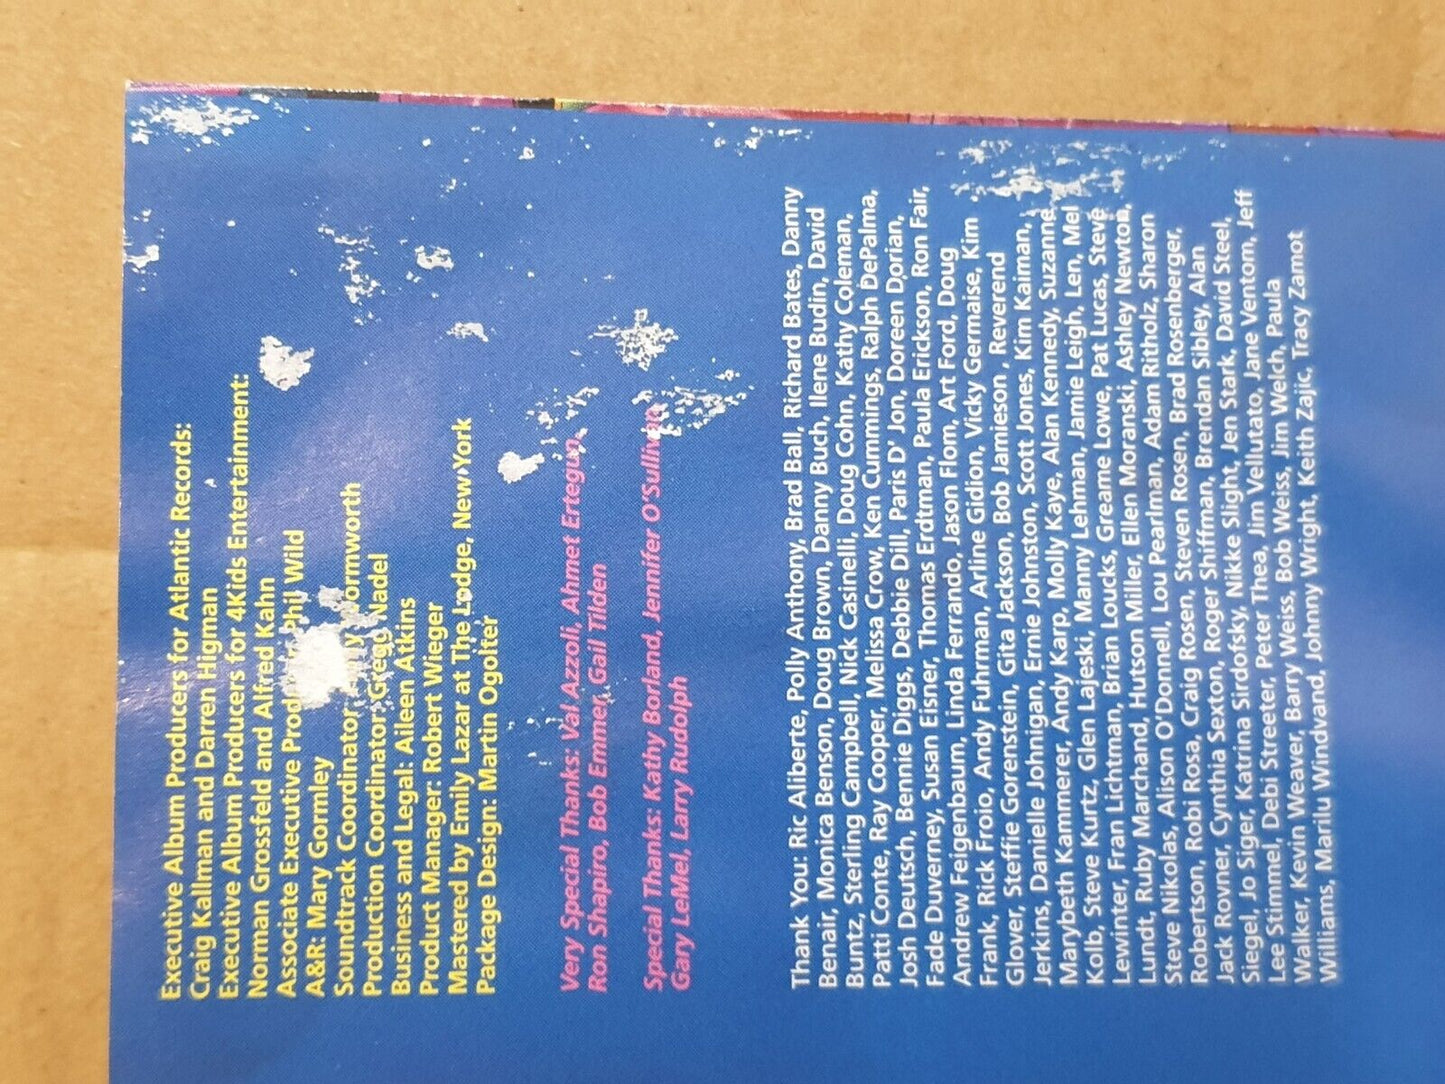 Executive Album Producers for Atlantic Records:
Craig Kallman and Darren Higman
Executive Album Producers for 4Kids Entertainment:
Norman Grossfeld and Alfred Kahn
Associate Executive Producer: Phil Wild
A&R: Mary Gormley
Soundtrack Coordinator: Dormworth
Production Coordinator: Gregg Nadel
Business and Legal: Aileen Atkins
Product Manager: Robert Wieger
Mastered by Emily Lazar at The Lodge, New York
Package Design: Martin Ogolter
Very Special Thanks: Val Azzoli, Ahmet Ertegun,
Ron Shapiro, Bob Emmer, Gail Tilden
Special Thanks: Kathy Borland, Jennifer O'Sullivan,
Gary LeMel, Larry Rudolph
Thank You: Ric Aliberte, Polly Anthony, Brad Ball, Richard Bates, Danny
Benair, Monica Benson, Doug Brown, Danny Buch, Ilene Budin, David
Buntz, Sterling Campbell, Nick Casinelli, Doug Cohn, Kathy Coleman,
Patti Conte, Ray Cooper, Melissa Crow, Ken Cummings, Ralph DePalma,
Josh Deutsch, Bennie Diggs, Debbie Dill, Paris D' Jon, Doreen Dorian,
Fade Duverney, Susan Eisner, Thomas Erdtman, Paula Erickson, Ron Fair,
Andrew Feigenbaum, Linda Ferrando, Jason Flom, Art Ford, Doug
Frank, Rick Froio, Andy Fuhrman, Arline Gidion, Vicky Germaise, Kim
Glover, Steffie Gorenstein, Gita Jackson, Bob Jamieson, Reverend
Jerkins, Danielle Johnigan, Ernie Johnston, Scott Jones, Kim Kaiman,
Marybeth Kammerer, Andy Karp, Molly Kaye, Alan Kennedy, Suzanne
Kolb, Steve Kurtz, Glen Lajeski, Manny Lehman, Jamie Leigh, Len, Mel
Lewinter, Fran Lichtman, Brian Loucks, Greame Lowe, Pat Lucas, Steve
Lundt, Ruby Marchand, Hutson Miller, Ellen Moranski, Ashley Newton,
Steve Nikolas, Alison O'Donnell, Lou Pearlman, Adam Ritholz, Sharon
Robertson, Robi Rosa, Craig Rosen, Steven Rosen, Brad Rosenberger,
Jack Rovner, Cynthia Sexton, Roger Shiffman, Brendan Sibley, Alan
Siegel, Jo Siger, Katrina Sirdofsky, Nikke Slight, Jen Stark, David Steel,
Lee Stimmel, Debi Streeter, Peter Thea, Jim Vellutato, Jane Ventom, Jeff
Walker, Kevin Weaver, Barry Weiss, Bob Weiss, Jim Welch, Paula
Williams, Marilu Windvand, Johnny Wright, Keith Zajic, Tracy Zamot